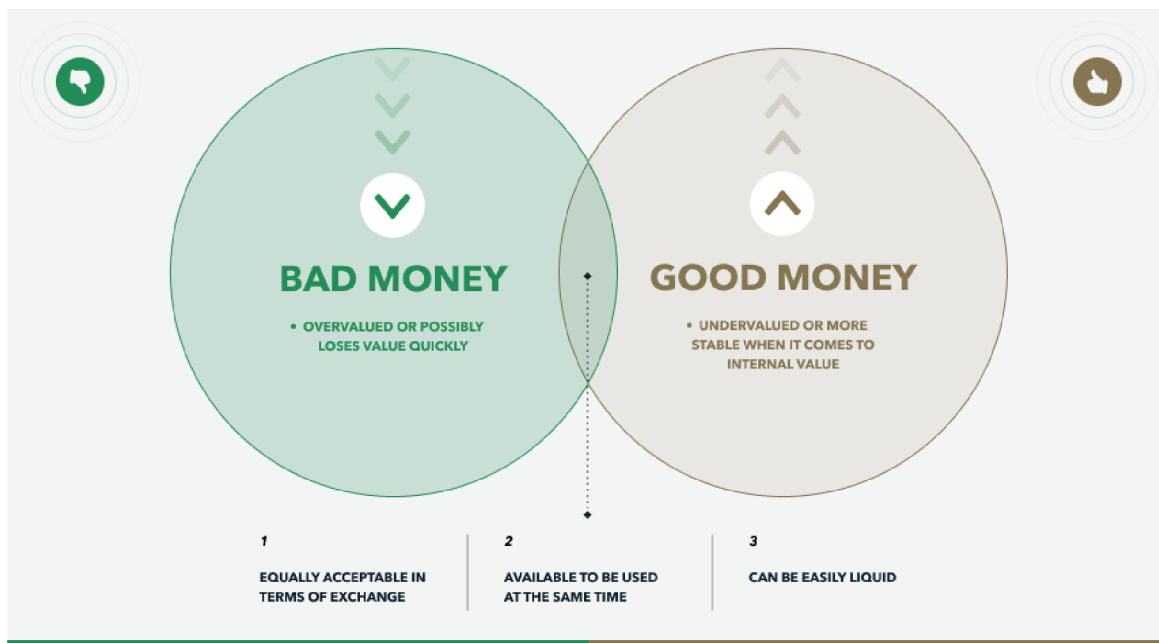 BAD MONEY
• OVERVALUED OR POSSIBLY
LOSES VALUE QUICKLY
GOOD MONEY
• UNDERVALUED OR MORE
STABLE WHEN IT COMES TO
INTERNAL VALUE
1
EQUALLY ACCEPTABLE IN
TERMS OF EXCHANGE
2
AVAILABLE TO BE USED
AT THE SAME TIME
3
CAN BE EASILY LIQUID